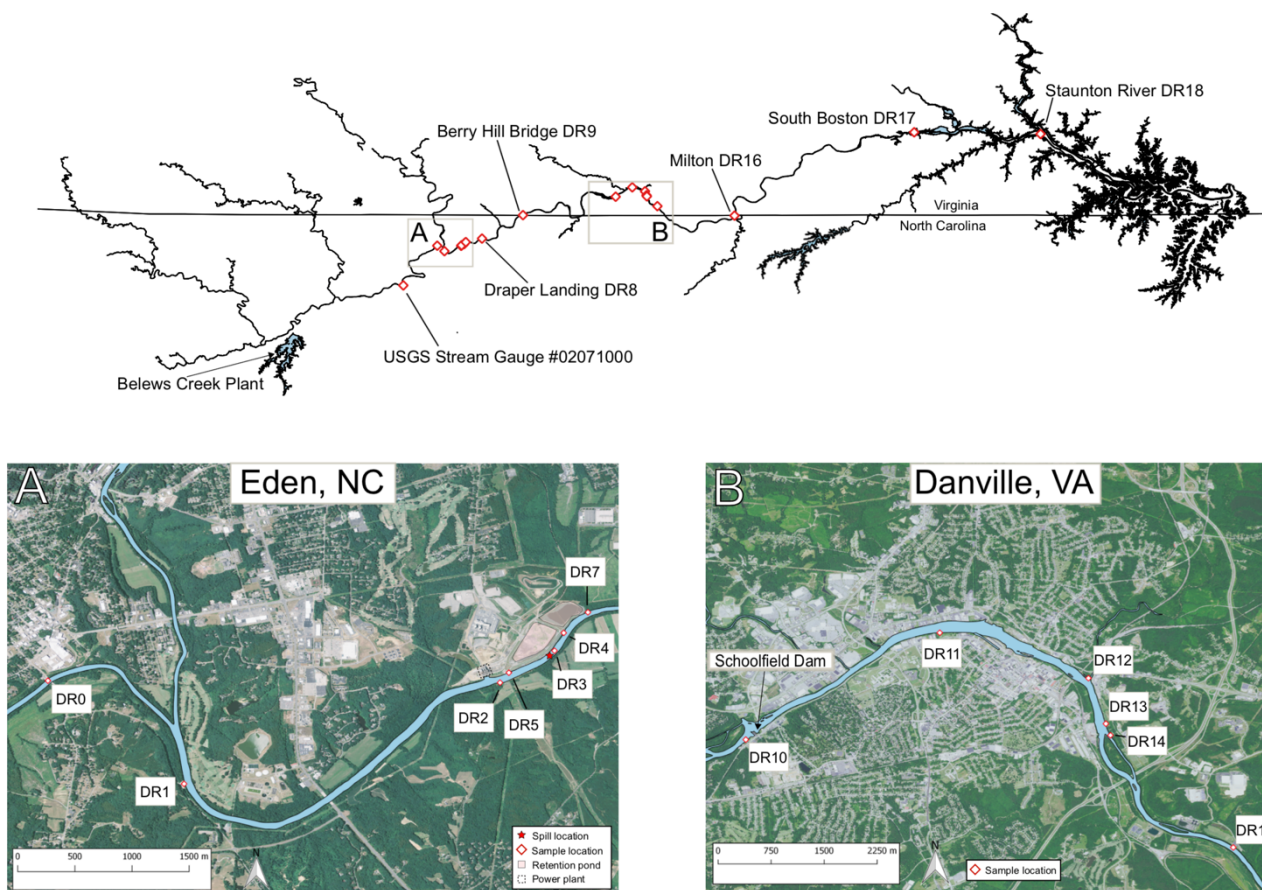 Staunton River DR18
South Boston DR17
Berry Hill Bridge DR9
Milton DR16
Virginia
North Carolina
A
B
Draper Landing DR8
USGS Stream Gauge #02071000
Belews Creek Plant
A
Eden, NC
DR7
DR4
DR3
DR0
DR2
DR5
DR1
Spill location
Sample location
Retention pond
Power plant
0 500 1000 1500 m
N
B
Danville, VA
DR11
Schoolfield Dam
DR12
DR13
DR14
DR10
DR1
0 750 1500 2250 m
N
Sample location